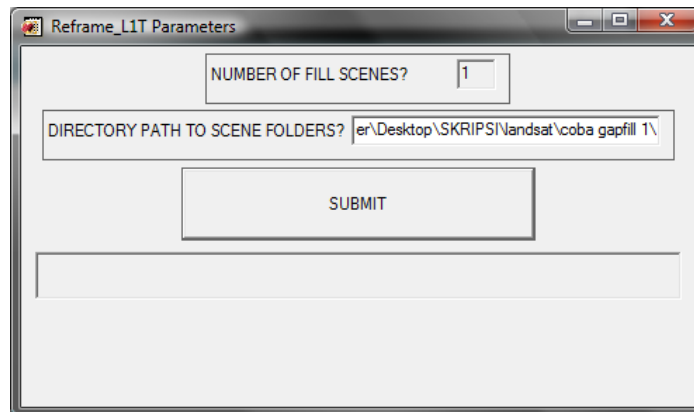 Reframe_L1T Parameters
NUMBER OF FILL SCENES? 1
DIRECTORY PATH TO SCENE FOLDERS? er\Desktop\SKRIPSI\landsat\coba gapfill 1\
SUBMIT